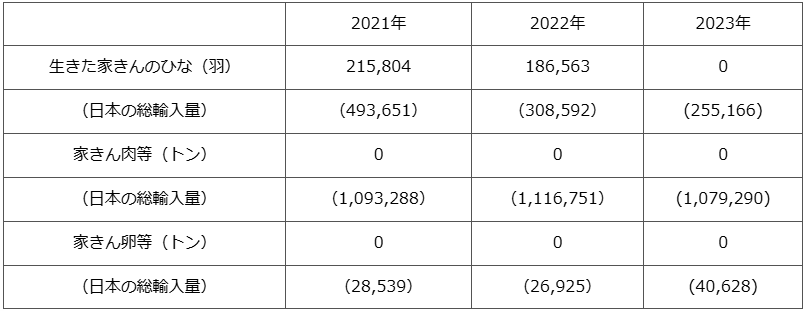 2021年 2022年 2023年
生きた家きんのひな（羽） 215,804 186,563 0
（日本の総輸入量） （493,651） （308,592） (255,166)
家きん肉等（トン） 0 0 0
（日本の総輸入量） （1,093,288） （1,116,751） (1,079,290)
家きん卵等（トン） 0 0 0
（日本の総輸入量） （28,539） （26,925） (40,628)